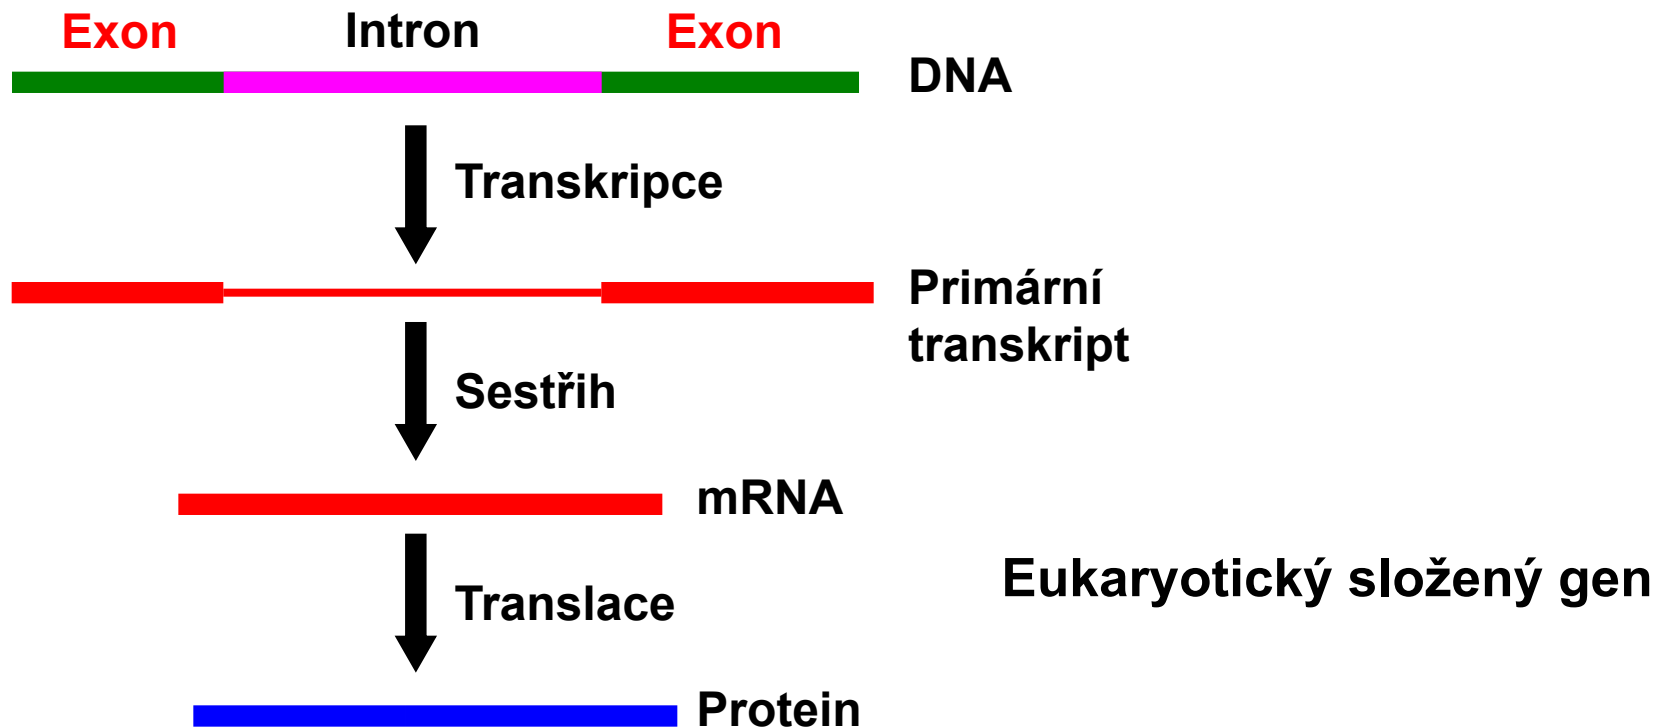 Exon Intron Exon
DNA
Transkripce
Primární
transkript
Sestřih
mRNA
Eukaryotický složený gen
Translace
Protein